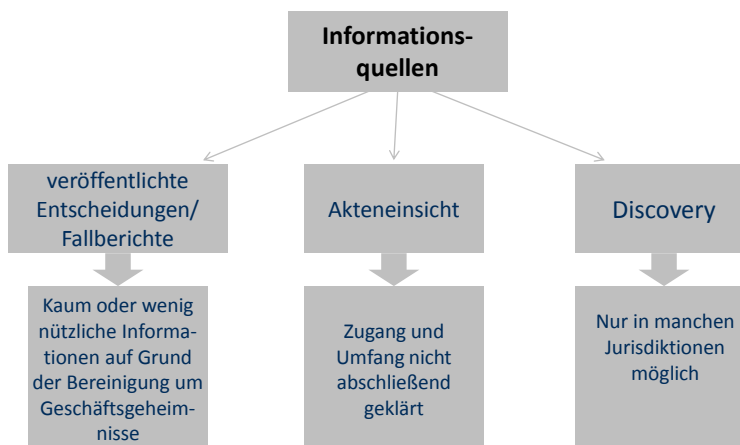 Informations-
quellen
veröffentlichte
Entscheidungen/
Fallberichte
Akteneinsicht
Discovery
Kaum oder wenig
nützliche Informa-
tionen auf Grund
der Bereinigung um
Geschäftsgeheim-
nisse
Zugang und
Umfang nicht
abschließend
geklärt
Nur in manchen
Jurisdiktionen
möglich